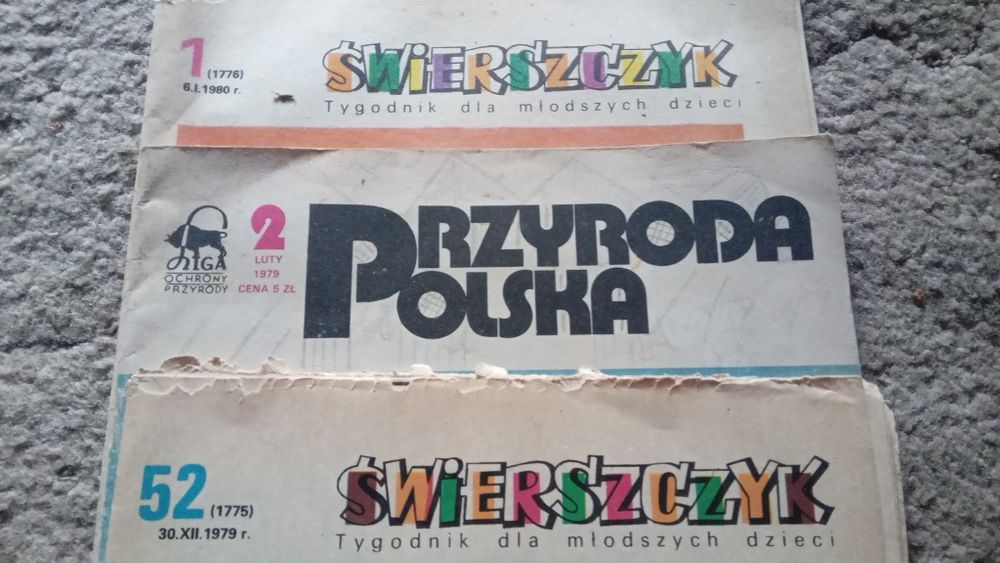 1 (1776)
6.I.1980 r.
ŚWiERSZCZYK
Tygodnik dla młodszych dzieci
LIGA
OCHRONY
PRZYRODY
2
LUTY
1979
CENA 5 ZŁ
PRZYRODA
POLSKA
52 (1775)
30.XII.1979 r.
ŚWiERSZCZYK
Tygodnik dla młodszych dzieci